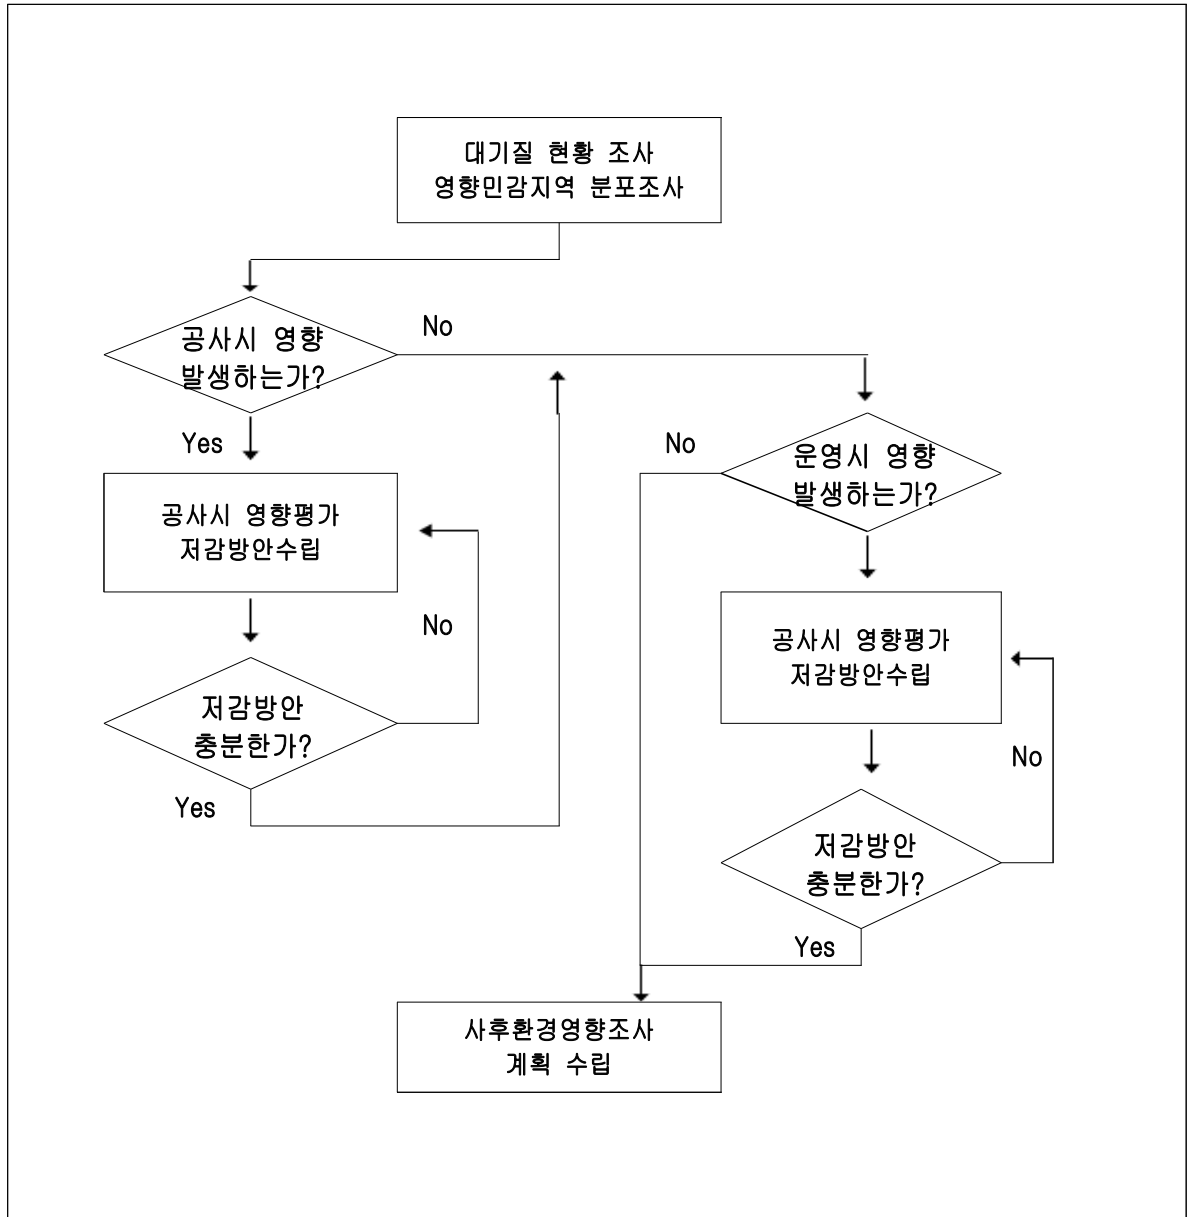 대기질 현황 조사
영향민감지역 분포조사
공사시 영향
발생하는가?
No
Yes
공사시 영향평가
저감방안수립
No
저감방안
충분한가?
Yes
운영시 영향
발생하는가?
No
공사시 영향평가
저감방안수립
No
저감방안
충분한가?
Yes
사후환경영향조사
계획 수립